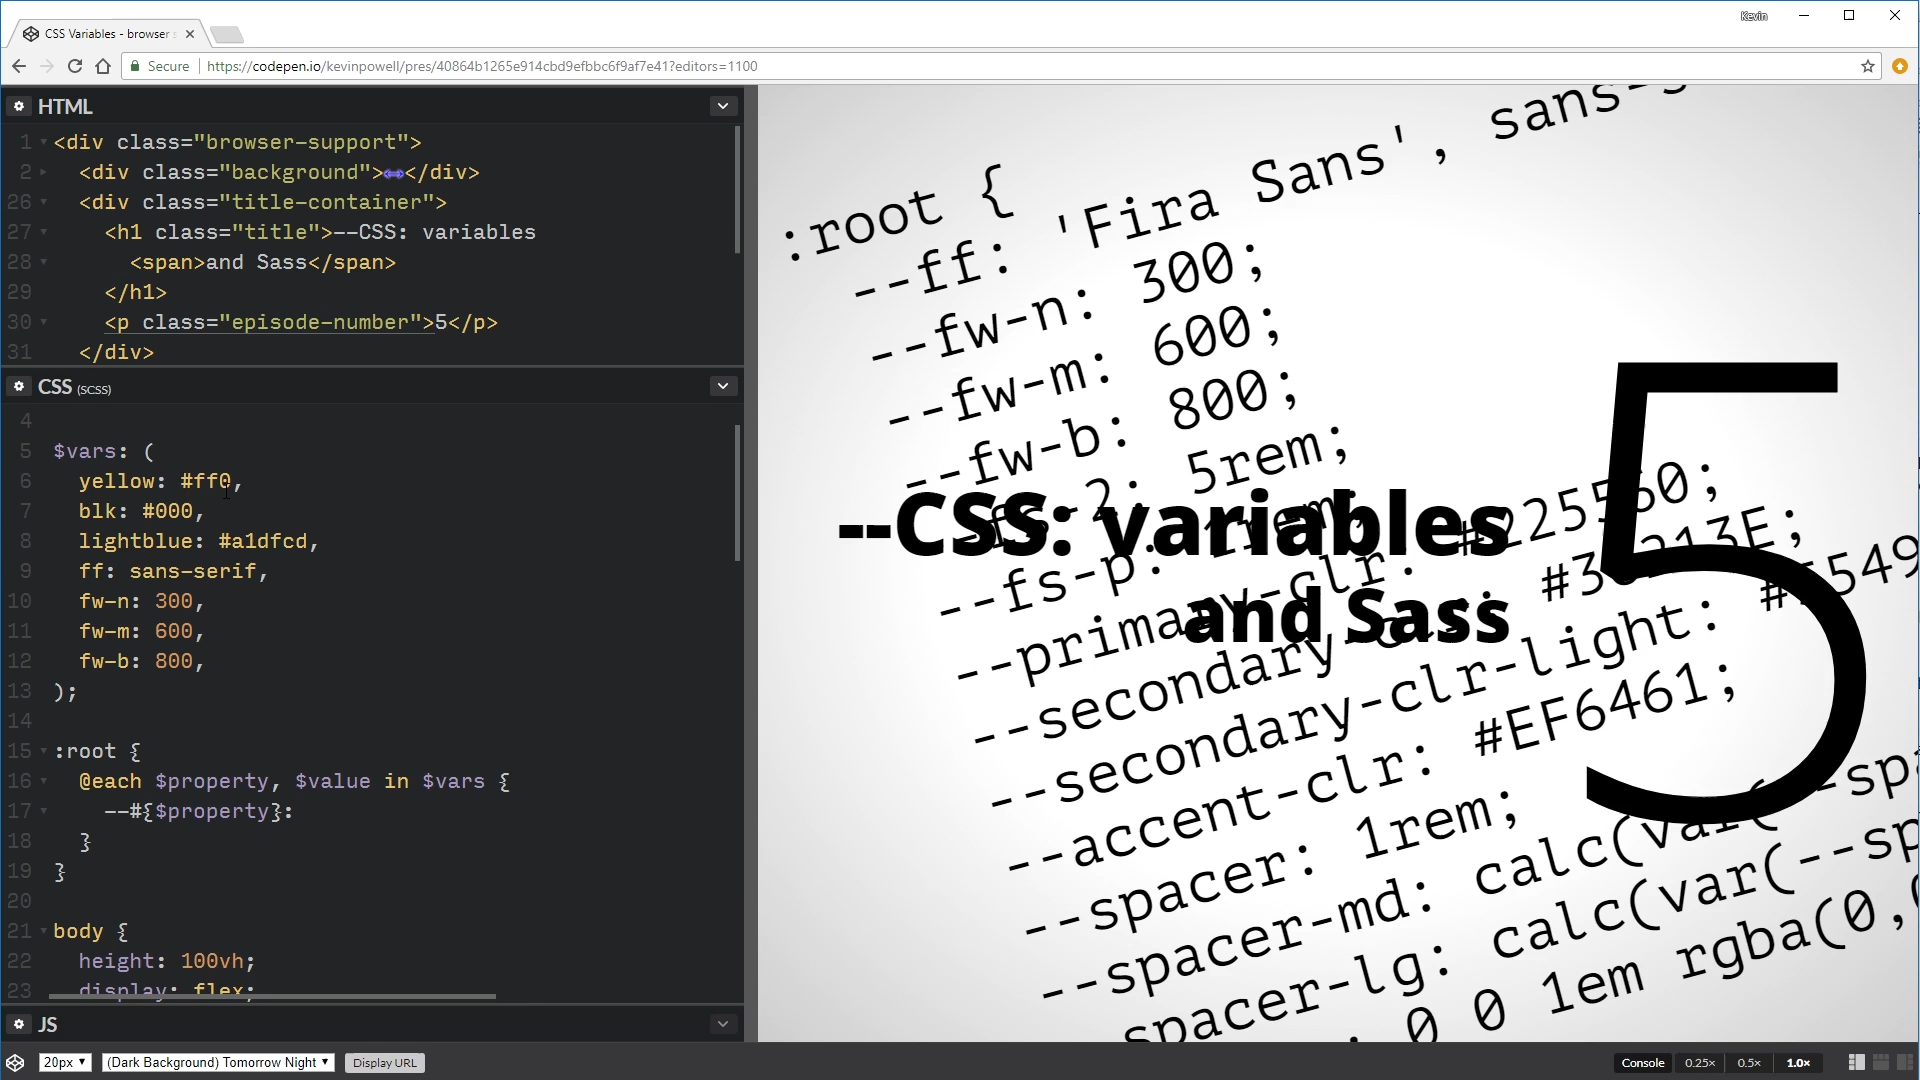 Kevin
CSS Variables - browser s
Secure
https://codepen.io/kevinpowell/pres/40864b1265e914cbd9efbbc6f9af7e41?editors=1100
HTML
1 <div class="browser-support">
2 <div class="background"></div>
26 <div class="title-container">
27 <h1 class="title">--CSS: variables
28 <span>and Sass</span>
29 </h1>
30 <p class="episode-number">5</p>
31 </div>
CSS (SCSS)
4
5 $vars: (
6 yellow: #ff0,
7 blk: #000,
8 lightblue: #a1dfcd,
9 ff: sans-serif,
10 fw-n: 300,
11 fw-m: 600,
12 fw-b: 800,
13 );
14
15 :root {
16 @each $property, $value in $vars {
17 --#{$property}:
18 }
19 }
20
21 body {
22 height: 100vh;
23 display: flex;
JS
20px
(Dark Background) Tomorrow Night
Display URL
:root {
--ff: 'Fira Sans',
--fw-n: 300;
--fw-m: 600;
--fw-b: 800;
5rem;
--fs-p:
--secondary-clr-light:
--accent-clr: #EF6461;
--spacer: 1rem;
--spacer-md: calc(var(
spacer-lg: calc(var(--sp
0 0 1em rgba(0,
--CSS: variables
and Sass
5
Console
0.25×
0.5×
1.0×